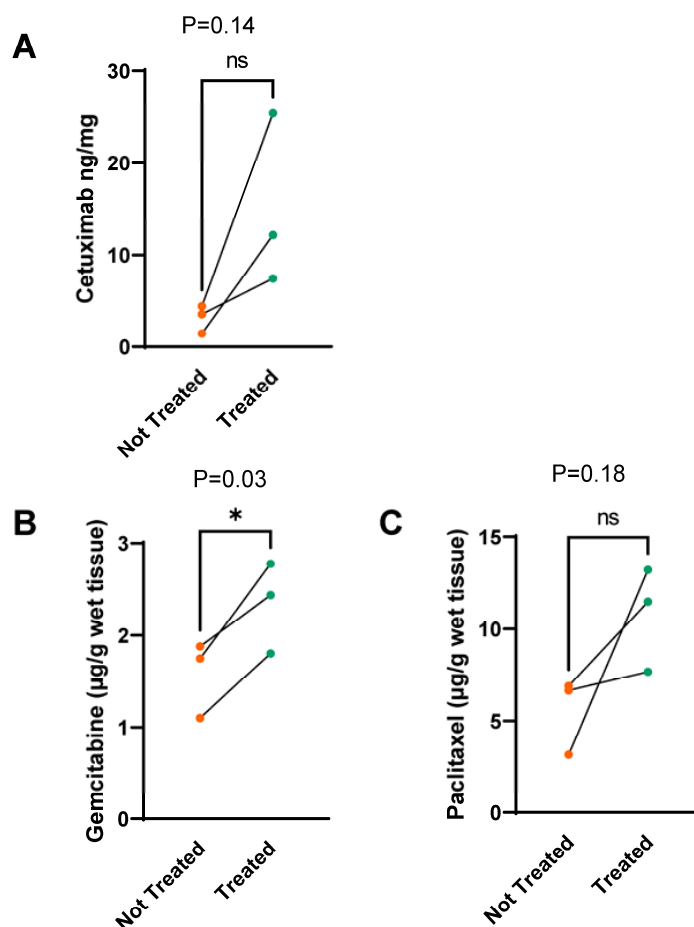 A
P=0.14
ns
30
20
10
0
Cetuximab ng/mg
Not Treated
Treated
B
P=0.03
*
3
2
1
0
Gemcitabine (µg/g wet tissue)
Not Treated
Treated
C
P=0.18
ns
15
10
5
0
Paclitaxel (µg/g wet tissue)
Not Treated
Treated